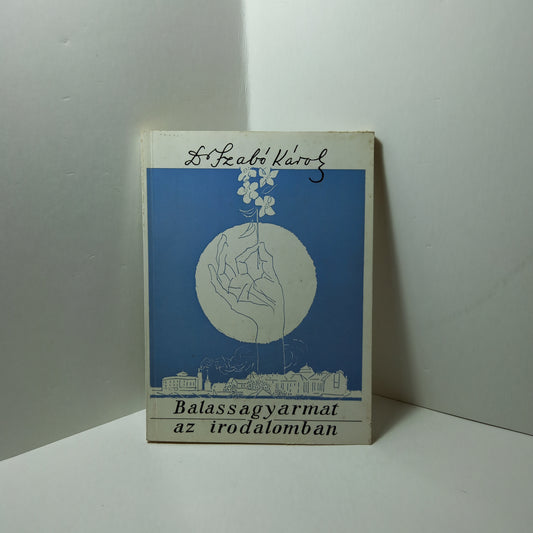 Dr Szabó Károly
Balassagyarmat
az irodalomban